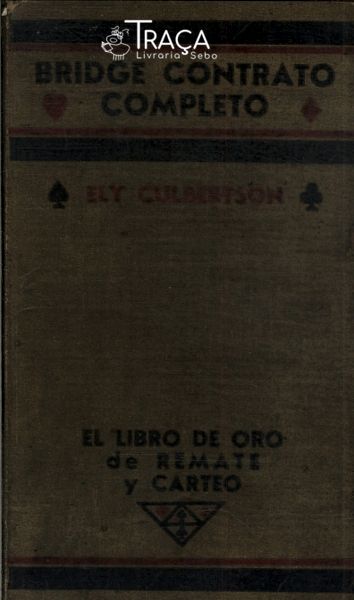 TRAÇA
Livraria Sebo
BRIDGE CONTRATO
COMPLETO
ELY CULBERTSON
EL LIBRO DE ORO
de REMATE
y CARTEO